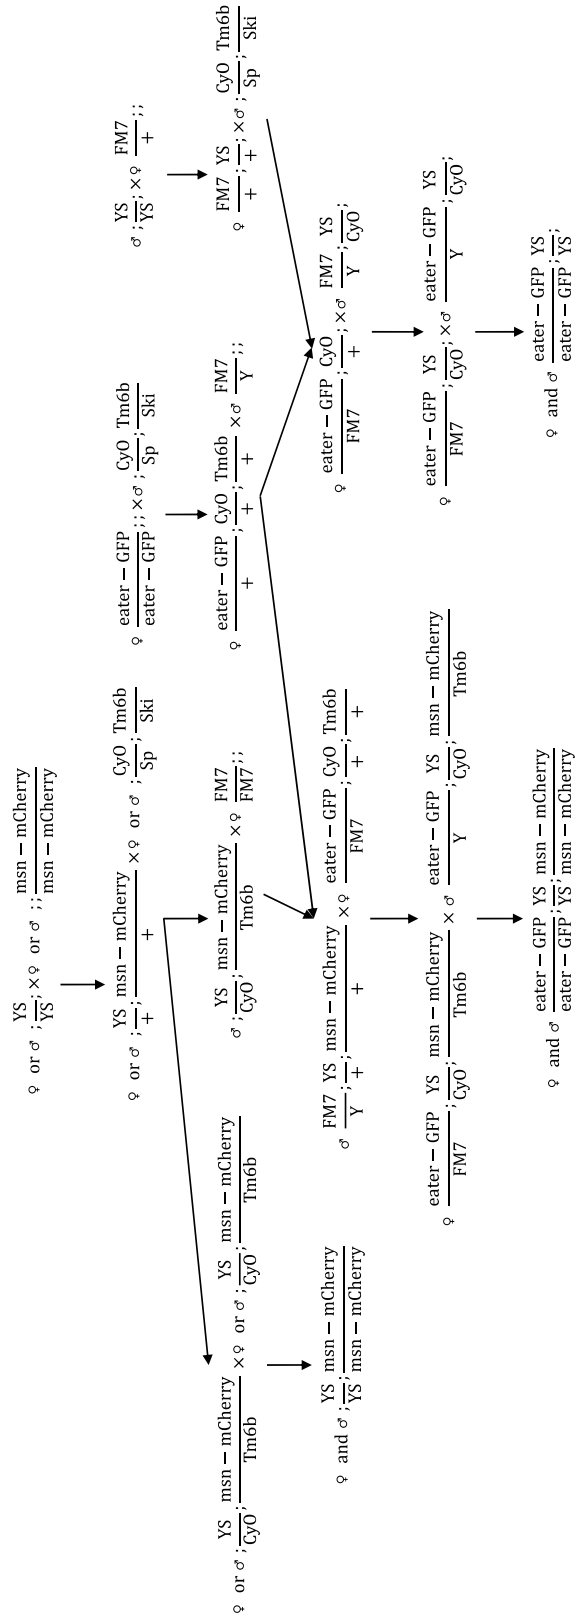 YS msn – mCherry
♀ or ♂ ; ; × ♀ or ♂ ;;
YS msn – mCherry
YS msn – mCherry CyO Tm6b
♀ or ♂ ; ; × ♀ or ♂ ; ;
+ + Sp Ski
eater – GFP CyO Tm6b
♀ ;; × ♂ ; ;
eater – GFP Sp Ski
YS FM7
♂ ; ; × ♀ ;;
YS +
YS msn – mCherry YS msn – mCherry
♀ or ♂ ; ; × ♀ or ♂ ; ;
CyO Tm6b CyO Tm6b
YS msn – mCherry FM7
♂ ; ; × ♀ ;;
CyO Tm6b FM7
eater – GFP CyO Tm6b FM7
♀ ; ; × ♂ ;;
+ + + Y
FM7 YS CyO Tm6b
♀ ; ; × ♂ ; ;
+ + Sp Ski
YS msn – mCherry
♀ and ♂ ; ;
YS msn – mCherry
FM7 YS msn – mCherry eater – GFP CyO Tm6b
♂ ; ; × ♀ ; ;
Y + + FM7 + +
eater – GFP CyO FM7 YS
♀ ; ; × ♂ ; ;
FM7 + Y CyO
eater – GFP YS msn – mCherry eater – GFP YS msn – mCherry
♀ ; ; × ♂ ; ;
FM7 CyO Tm6b Y CyO Tm6b
eater – GFP YS eater – GFP YS
♀ ; ; × ♂ ; ;
FM7 CyO Y CyO
eater – GFP YS msn – mCherry
♀ and ♂ ; ;
eater – GFP YS msn – mCherry
eater – GFP YS
♀ and ♂ ; ;
eater – GFP YS